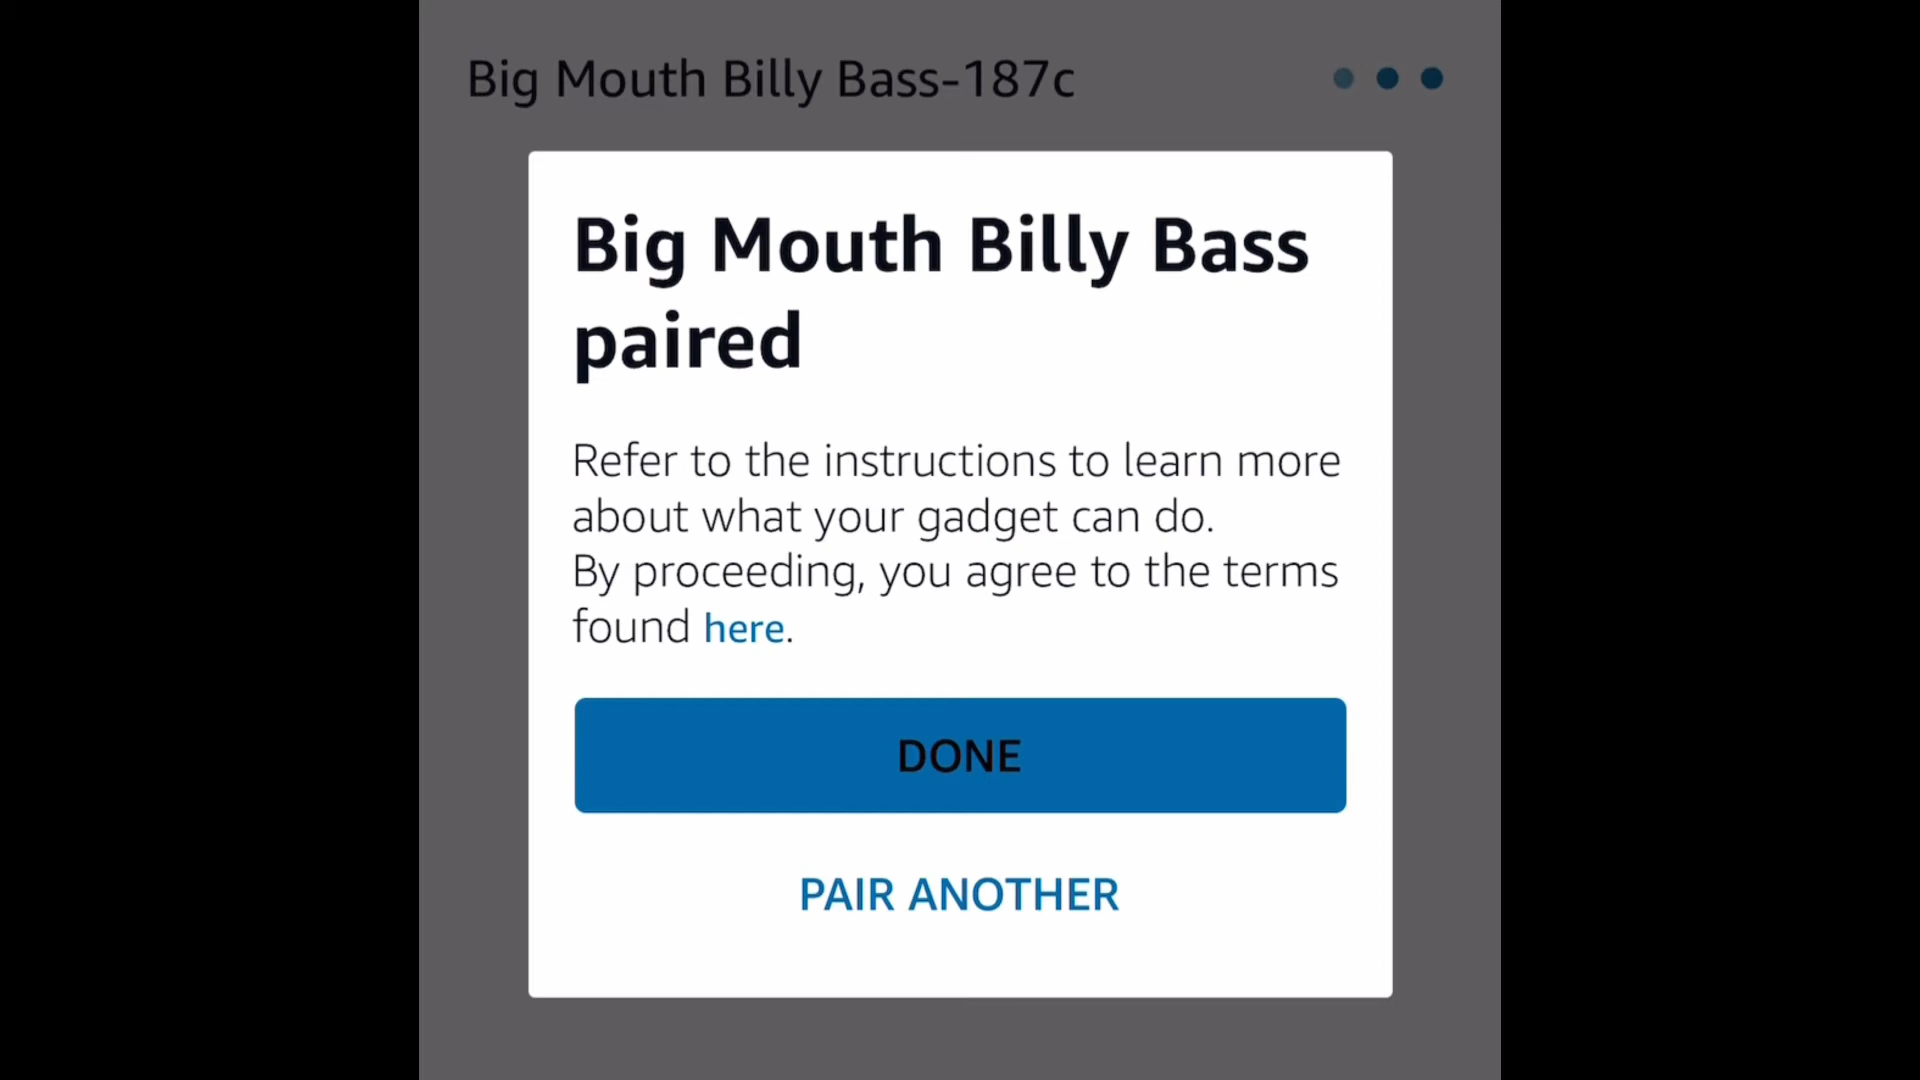 Big Mouth Billy Bass-187c
Big Mouth Billy Bass
paired
Refer to the instructions to learn more
about what your gadget can do.
By proceeding, you agree to the terms
found here.
DONE
PAIR ANOTHER